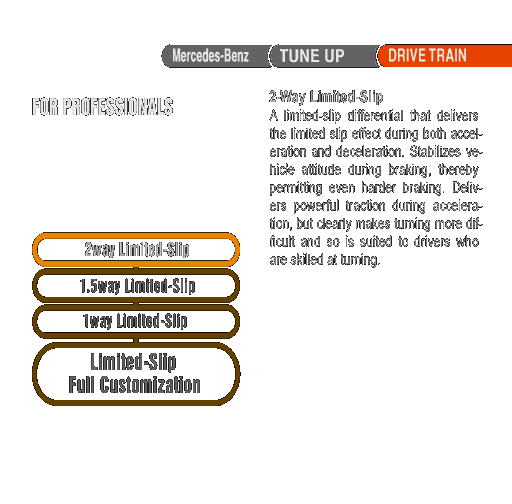 Mercedes-Benz TUNE UP DRIVE TRAIN
FOR PROFESSIONALS
2way Limited-Slip
1.5way Limited-Slip
1way Limited-Slip
Limited-Slip
Full Customization
2-Way Limited-Slip
A limited-slip differential that delivers
the limited slip effect during both accel-
eration and deceleration. Stabilizes ve-
hicle attitude during braking, thereby
permitting even harder braking. Deliv-
ers powerful traction during accelera-
tion, but clearly makes turning more dif-
ficult and so is suited to drivers who
are skilled at turning.